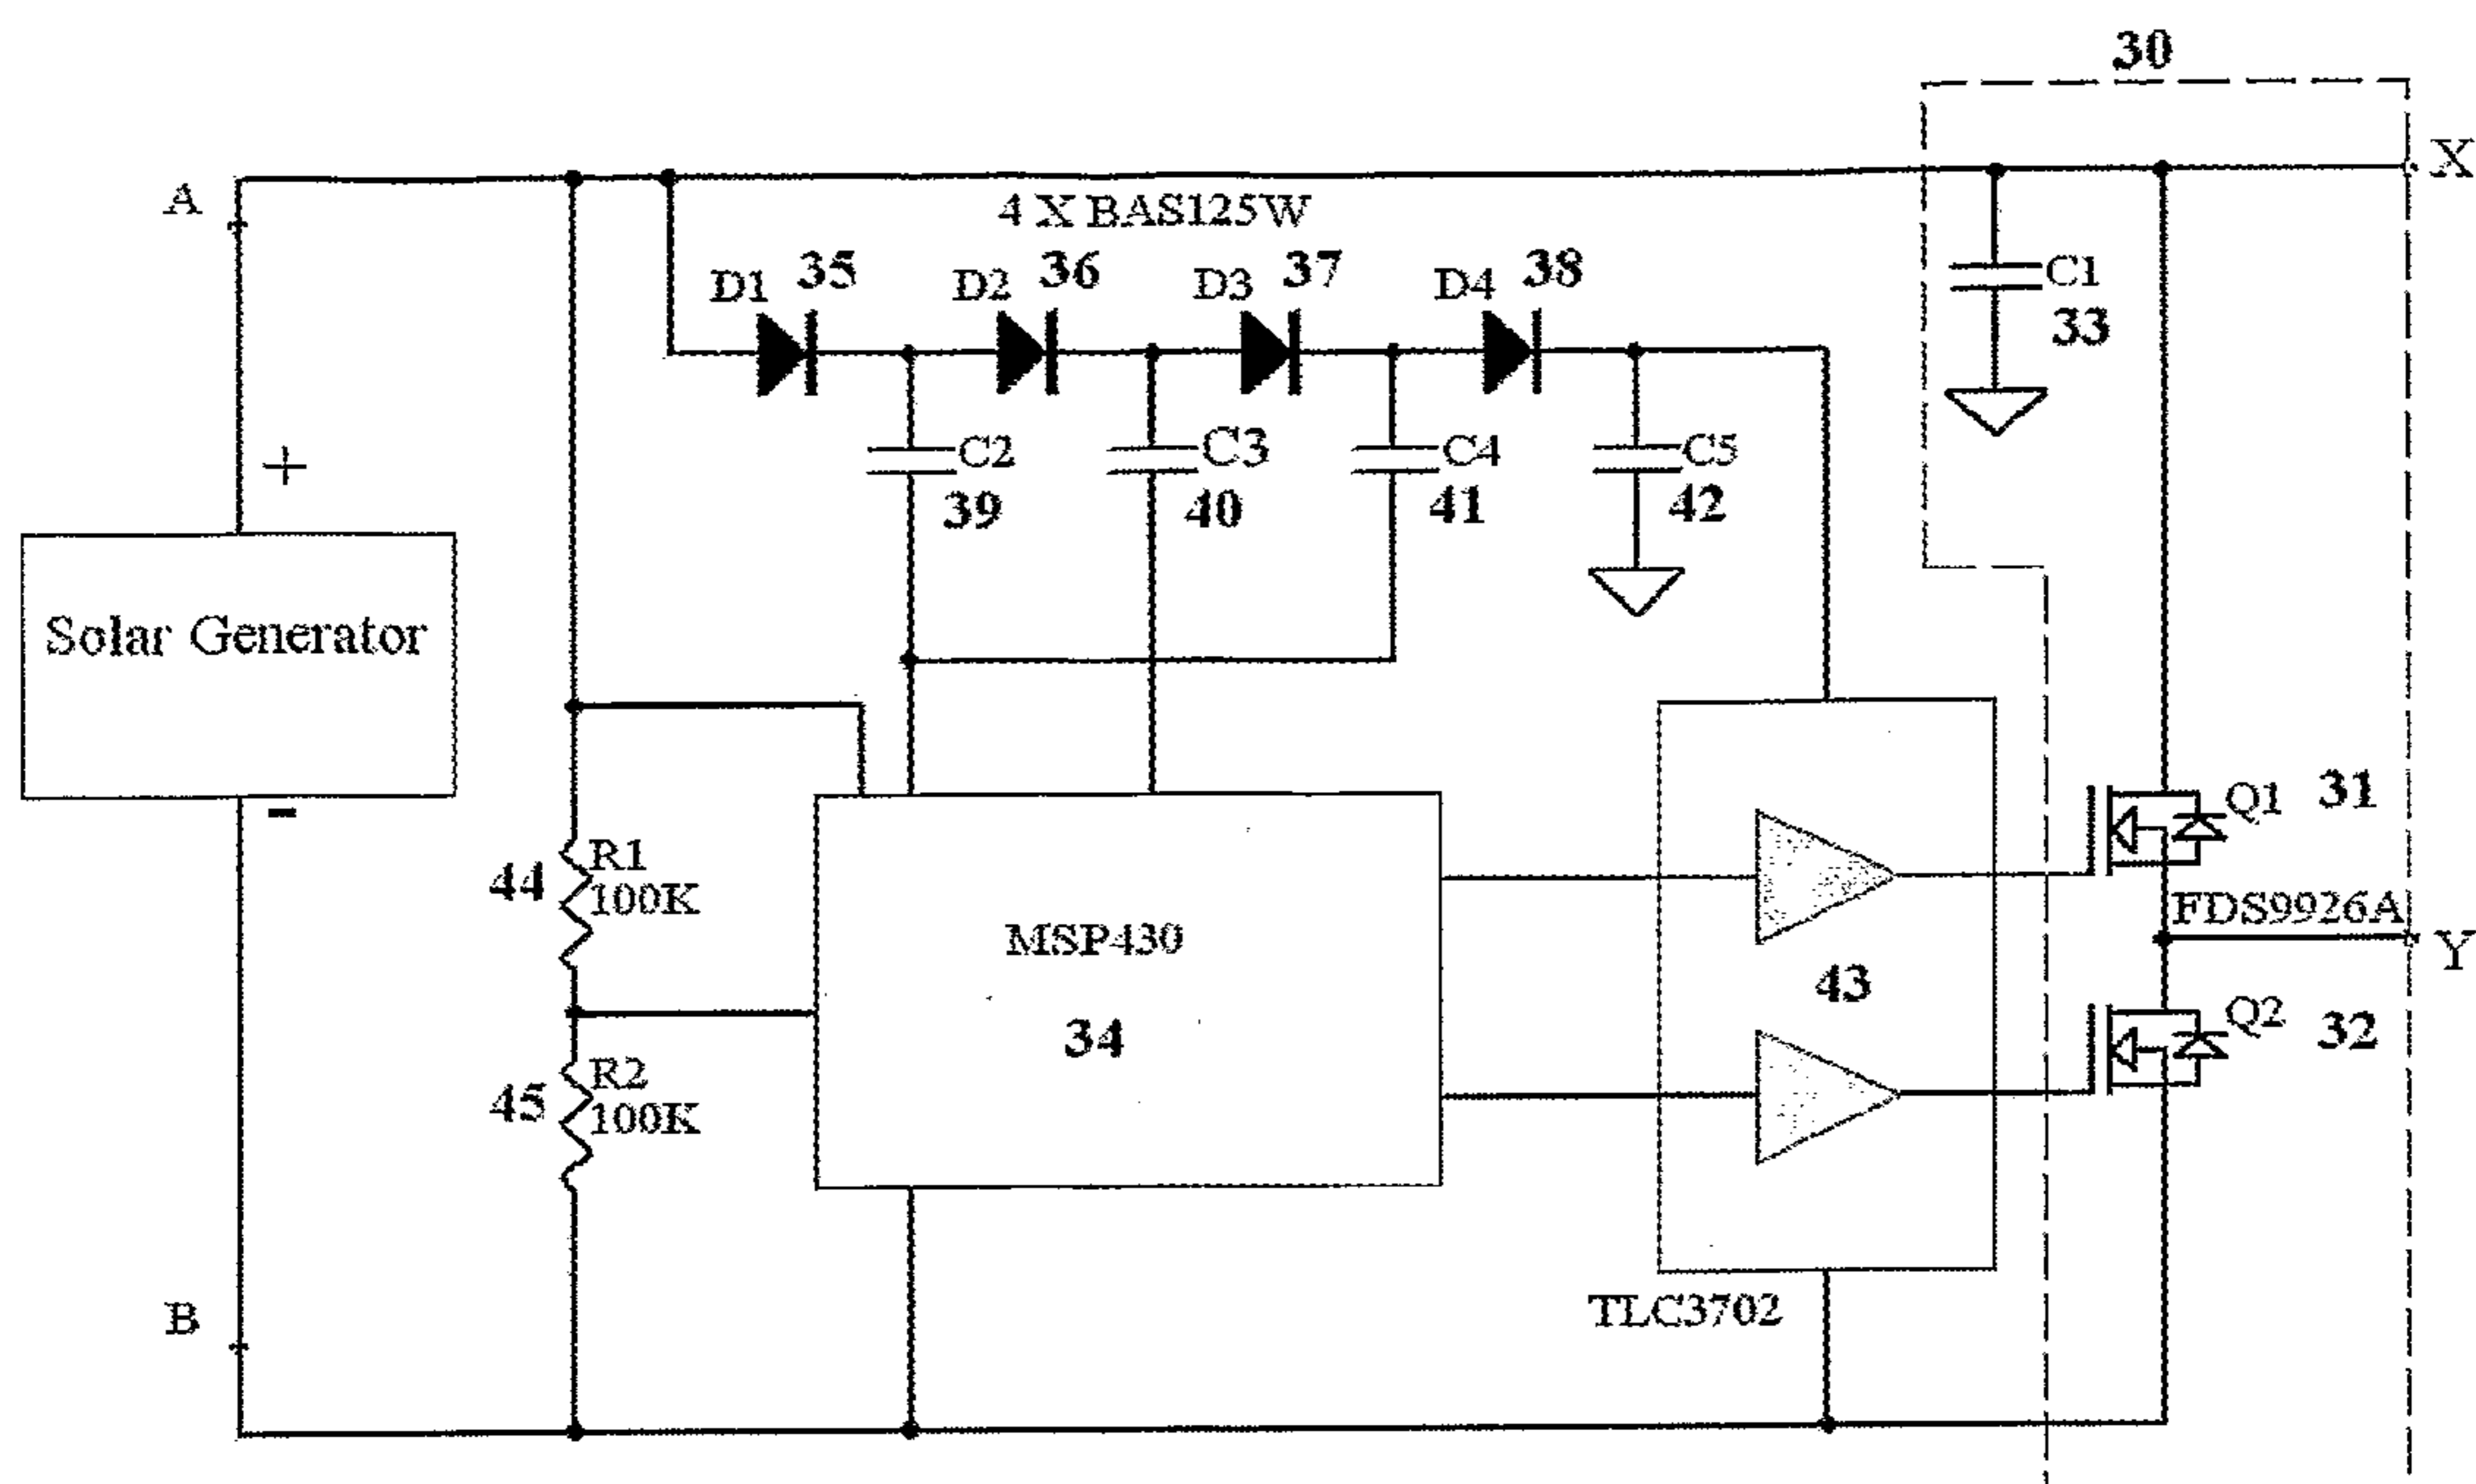 30
A
X
4 X BAS125W
D1 35
D2 36
D3 37
D4 38
C1
33
+
C2
39
C3
40
C4
41
C5
42
Solar Generator
-
Q1 31
44 R1
100K
FDS9926A
MSP430
34
43
Y
45 R2
100K
Q2 32
B
TLC3702